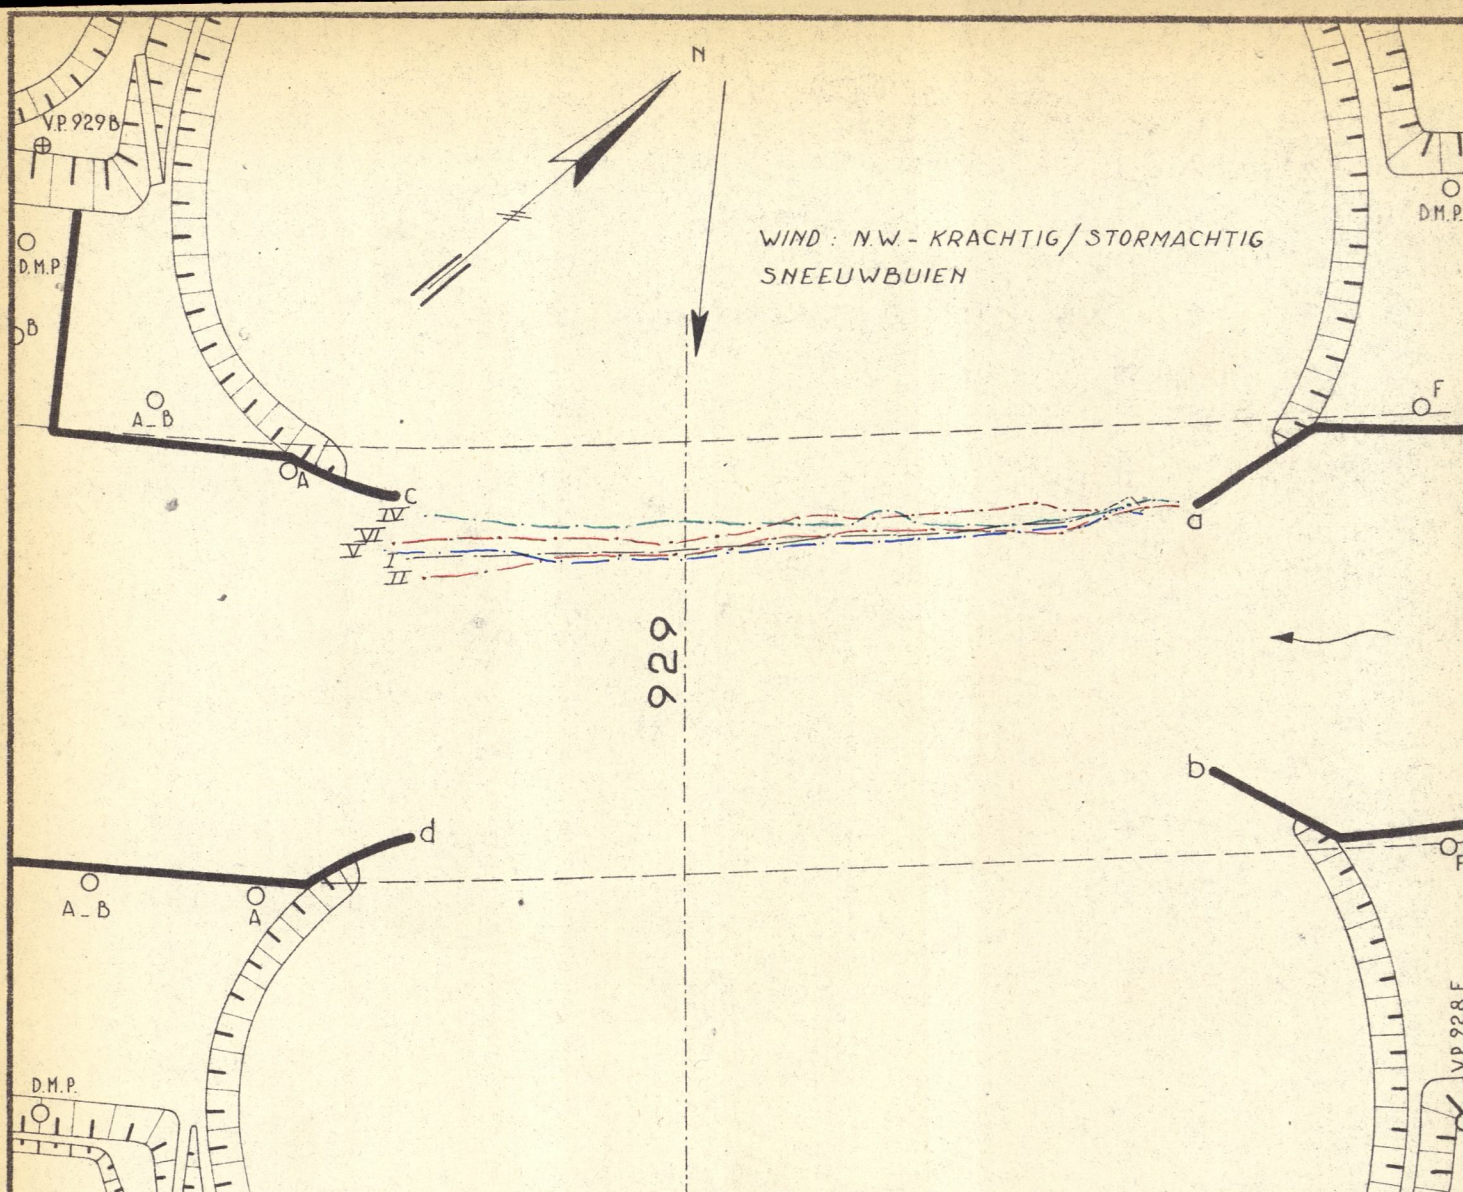 N
V.P. 929B
WIND : N.W. - KRACHTIG / STORMACHTIG
SNEEUWBUIEN
D.M.P.
D.M.P
B
F
A_B
A
c
a
IV
VI
V
I
II
929
b
d
A_B
A
F
V.P. 928 F
D.M.P.